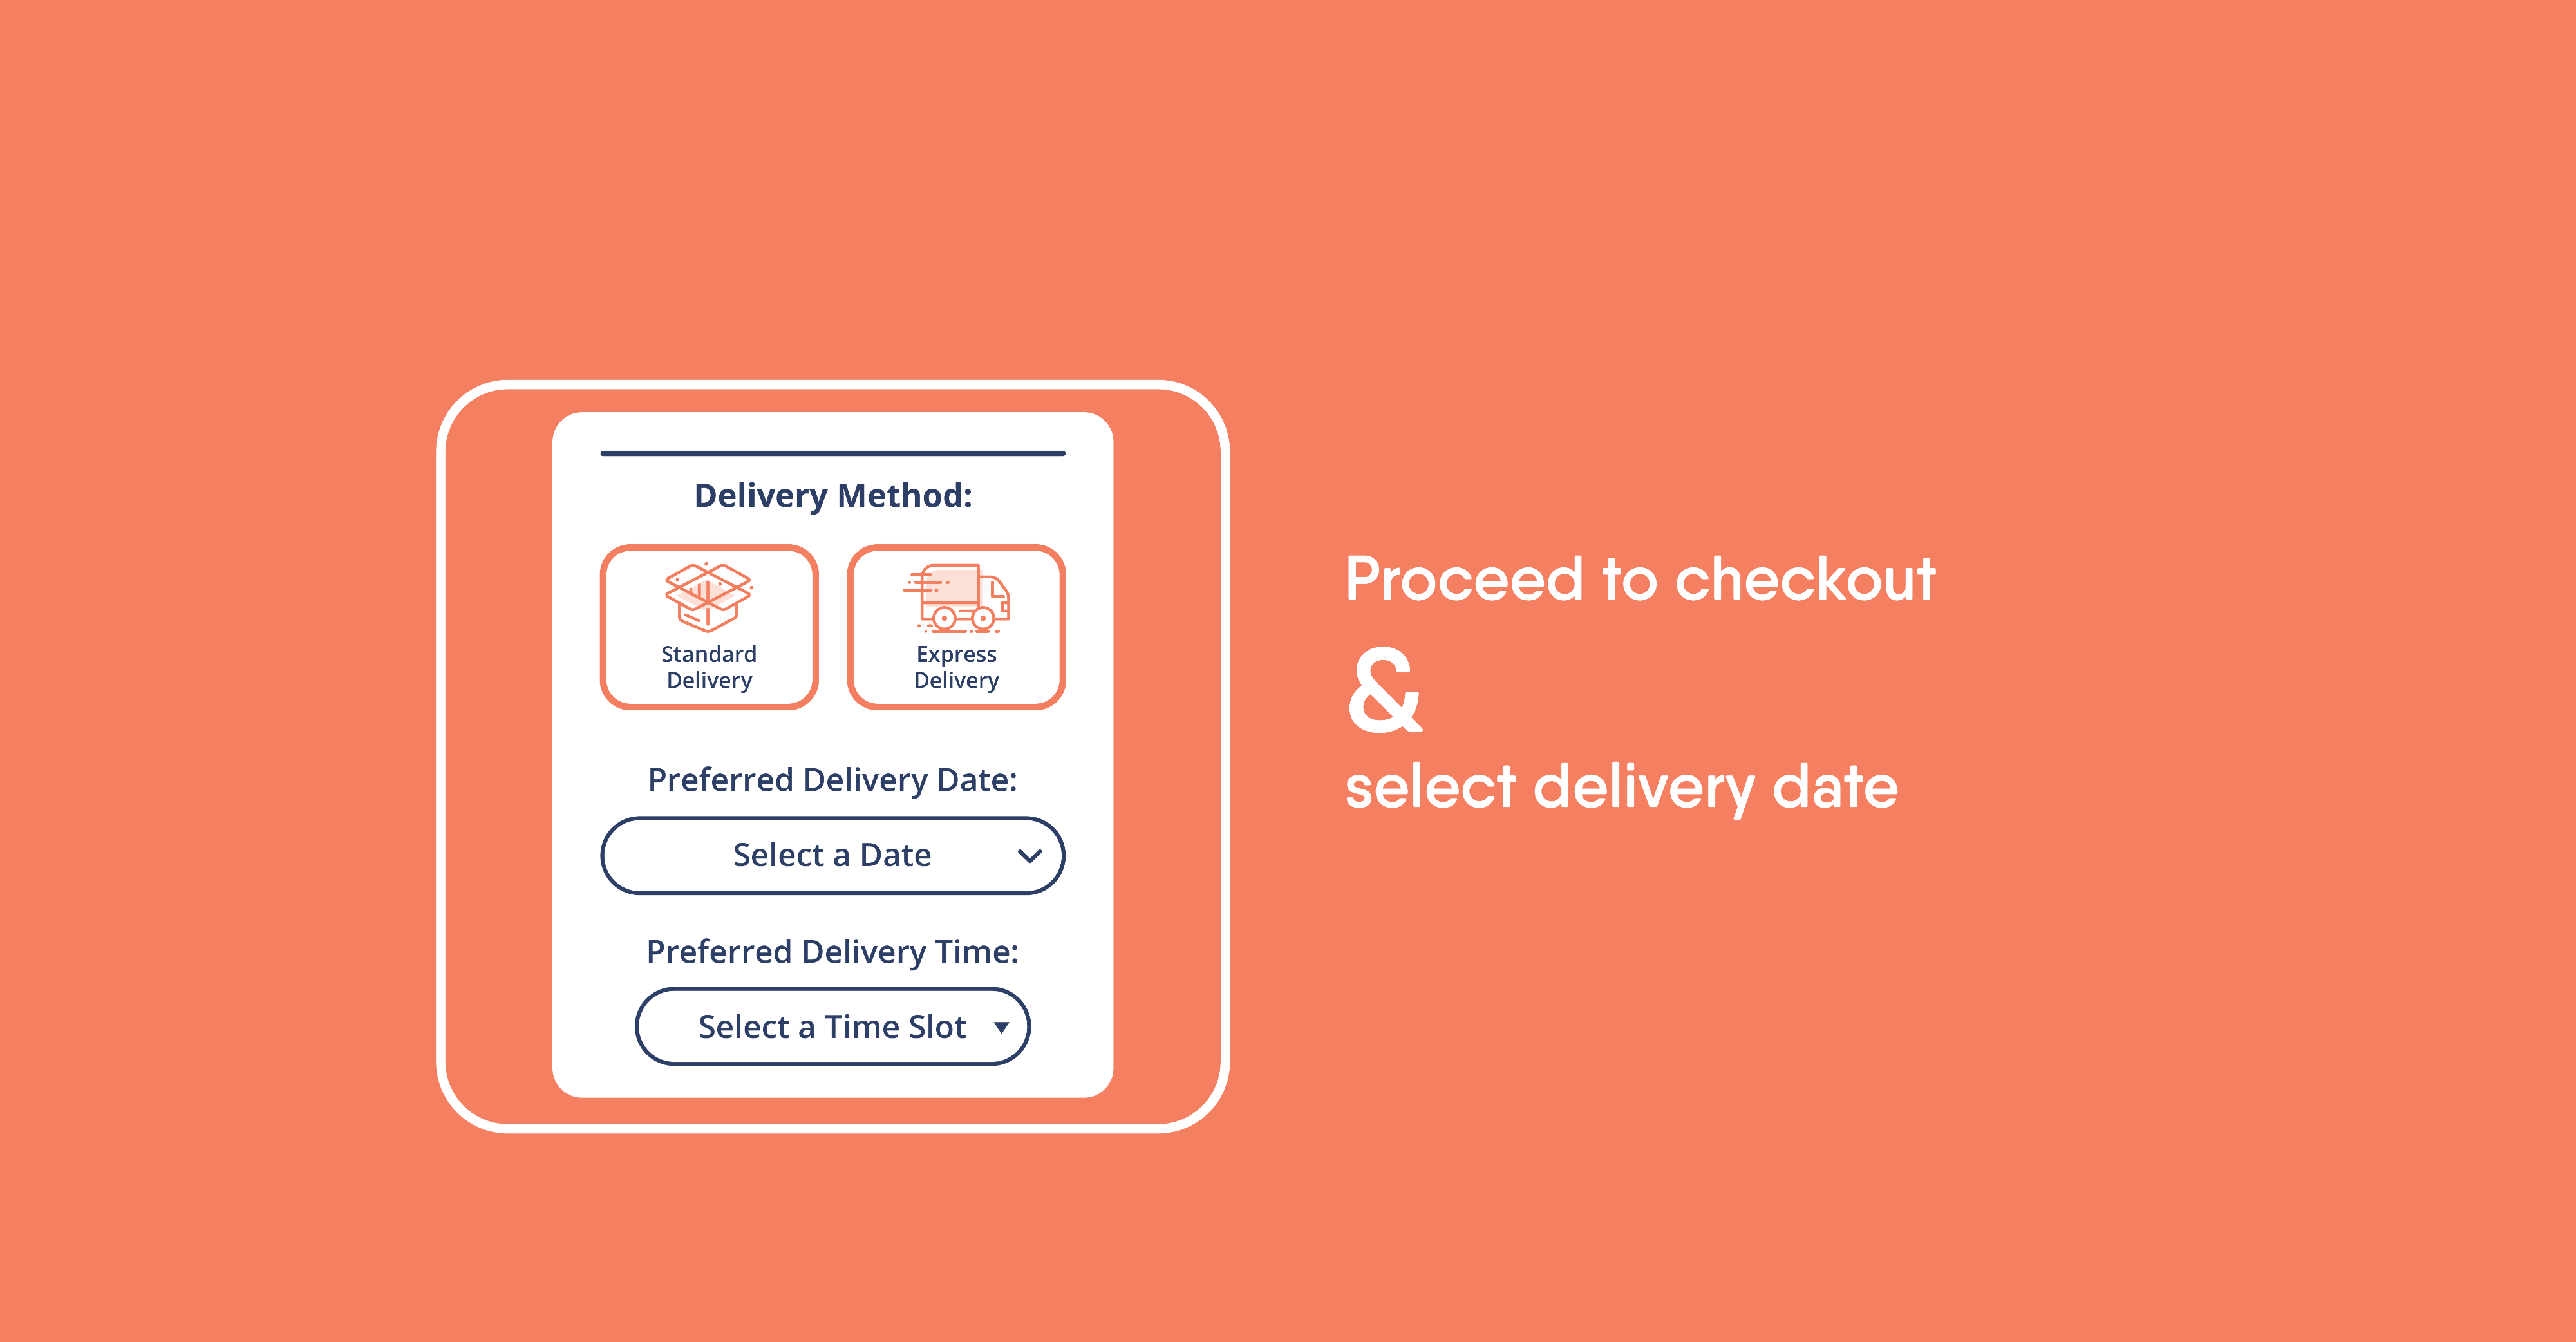 Delivery Method:
Standard
Delivery
Express
Delivery
Preferred Delivery Date:
Select a Date
Preferred Delivery Time:
Select a Time Slot
Proceed to checkout
&
select delivery date